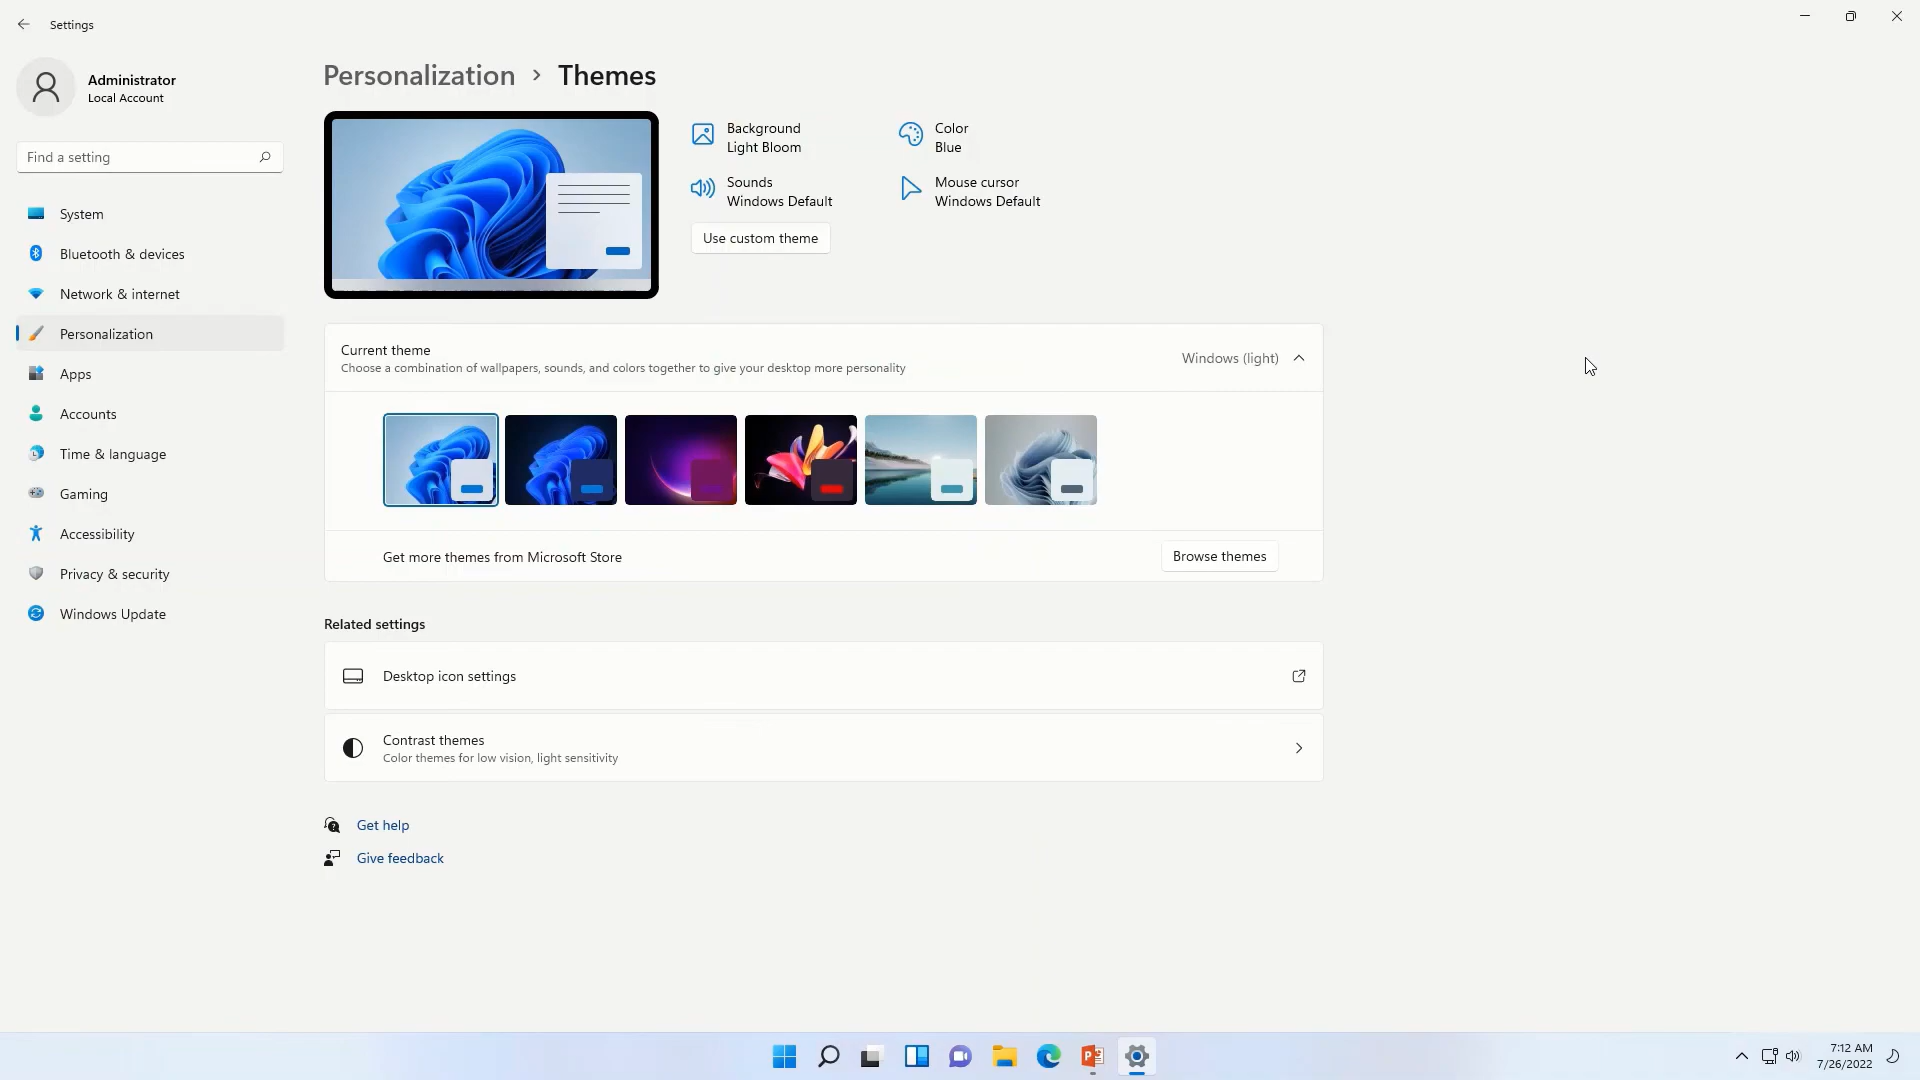 Settings
Administrator
Local Account
Find a setting
System
Bluetooth & devices
Network & internet
Personalization
Apps
Accounts
Time & language
Gaming
Accessibility
Privacy & security
Windows Update
Personalization > Themes
Background
Light Bloom
Color
Blue
Sounds
Windows Default
Mouse cursor
Windows Default
Use custom theme
Current theme
Choose a combination of wallpapers, sounds, and colors together to give your desktop more personality
Windows (light)
Get more themes from Microsoft Store
Browse themes
Related settings
Desktop icon settings
Contrast themes
Color themes for low vision, light sensitivity
Get help
Give feedback
7:12 AM
7/26/2022